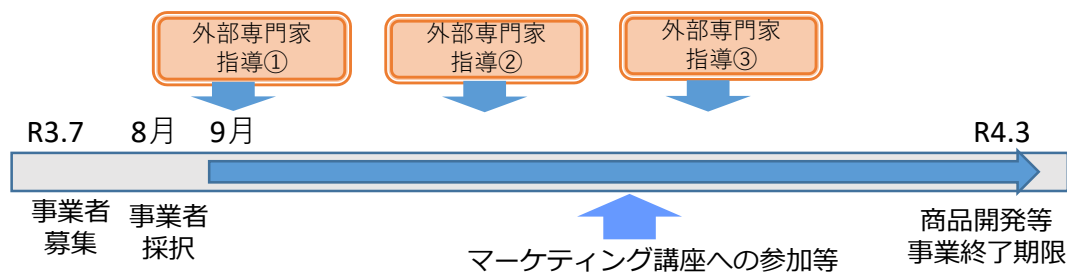 外部専門家
指導①
外部専門家
指導②
外部専門家
指導③
R3.7 8月 9月 R4.3
事業者
募集
事業者
採択
マーケティング講座への参加等
商品開発等
事業終了期限